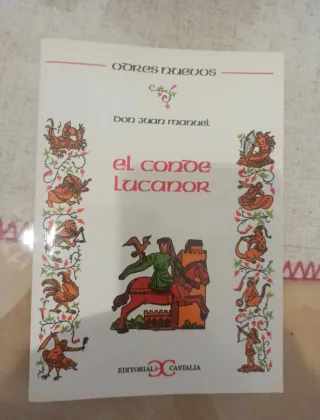 ODRES NUEVOS
DON JUAN MANUEL
EL CONDE
LUCANOR
EDITORIAL CASTALIA